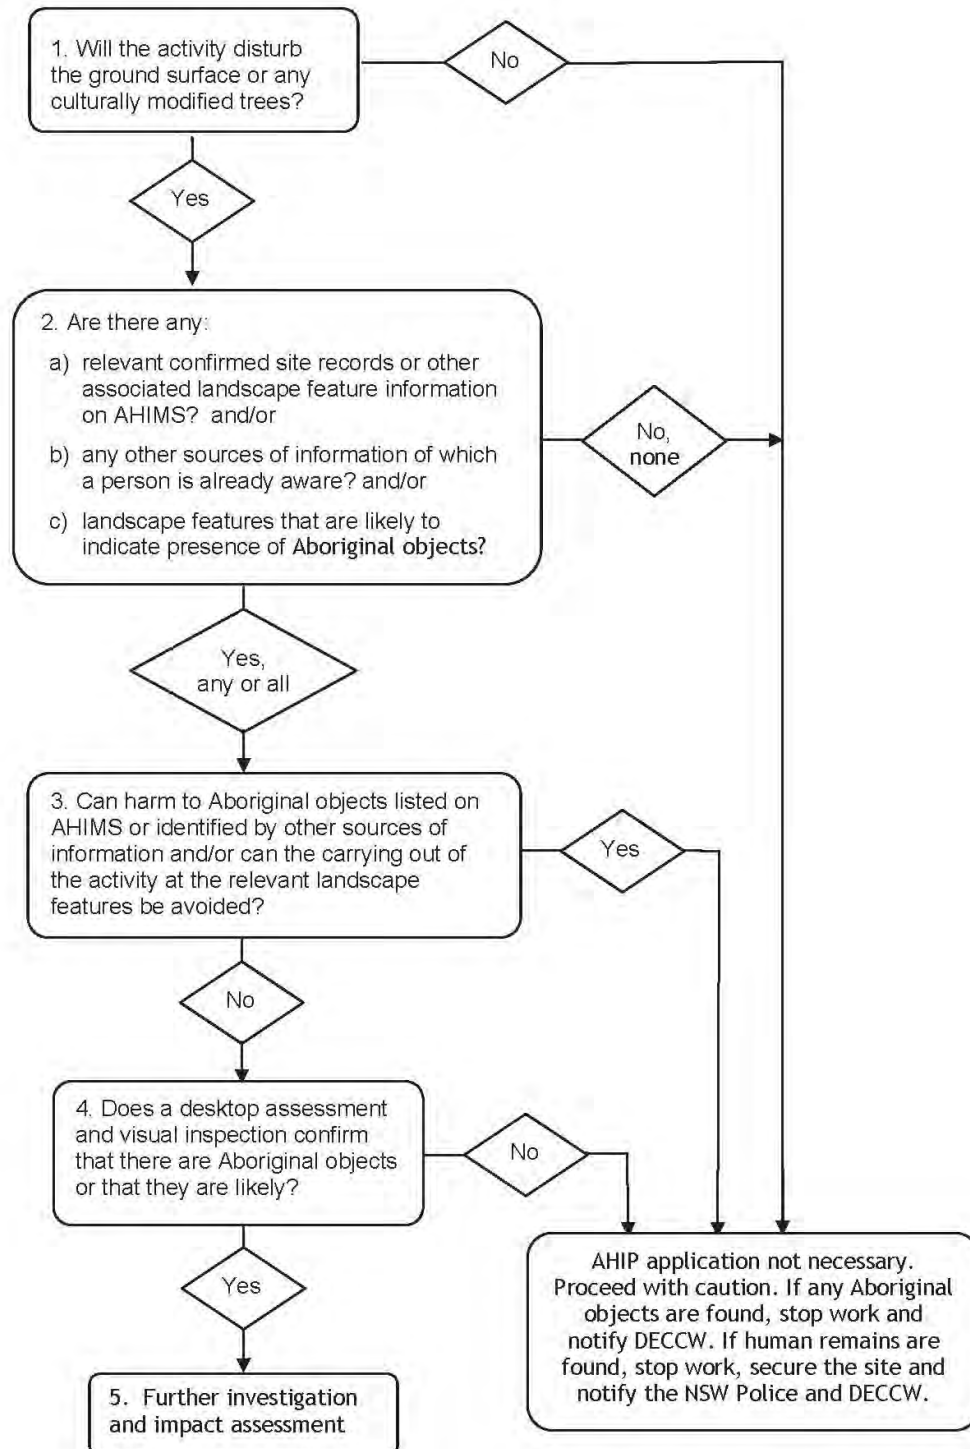 1. Will the activity disturb
the ground surface or any
culturally modified trees?
No
Yes
2. Are there any:
a) relevant confirmed site records or other
associated landscape feature information
on AHIMS? and/or
b) any other sources of information of which
a person is already aware? and/or
c) landscape features that are likely to
indicate presence of Aboriginal objects?
No,
none
Yes,
any or all
3. Can harm to Aboriginal objects listed on
AHIMS or identified by other sources of
information and/or can the carrying out of
the activity at the relevant landscape
features be avoided?
Yes
No
4. Does a desktop assessment
and visual inspection confirm
that there are Aboriginal objects
or that they are likely?
No
Yes
AHIP application not necessary.
Proceed with caution. If any Aboriginal
objects are found, stop work and
notify DECCW. If human remains are
found, stop work, secure the site and
notify the NSW Police and DECCW.
5. Further investigation
and impact assessment